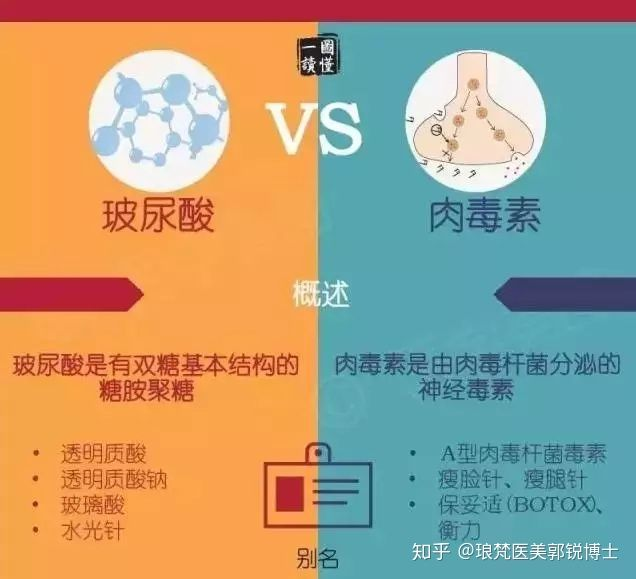 一圖
讀懂
VS
玻尿酸
肉毒素
概述
玻尿酸是有双糖基本结构的
糖胺聚糖
肉毒素是由肉毒杆菌分泌的
神经毒素
• 透明质酸
• 透明质酸钠
• 玻璃酸
• 水光针
• A型肉毒杆菌毒素
• 瘦脸针、瘦腿针
• 保妥适(BOTOX)、
衡力
别名
知乎 @琅梵医美郭锐博士